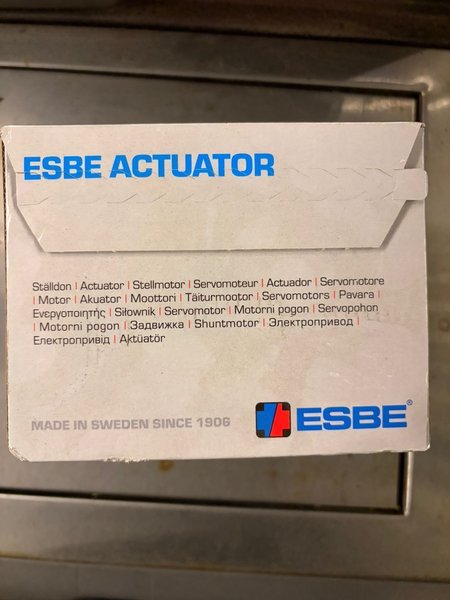 ESBE ACTUATOR
Ställdon | Actuator | Stellmotor | Servomoteur | Actuador | Servomotore
| Motor | Akuator | Moottori | Täiturmootor | Servomotors | Pavara |
Ενεργοποιητής | Siłownik | Servomotor | Motorni pogon | Servopohon
| Motorni pogon | Задвижка | Shuntmotor | Электропривод |
Електропривід | Aktüatör
MADE IN SWEDEN SINCE 1906
ESBE®